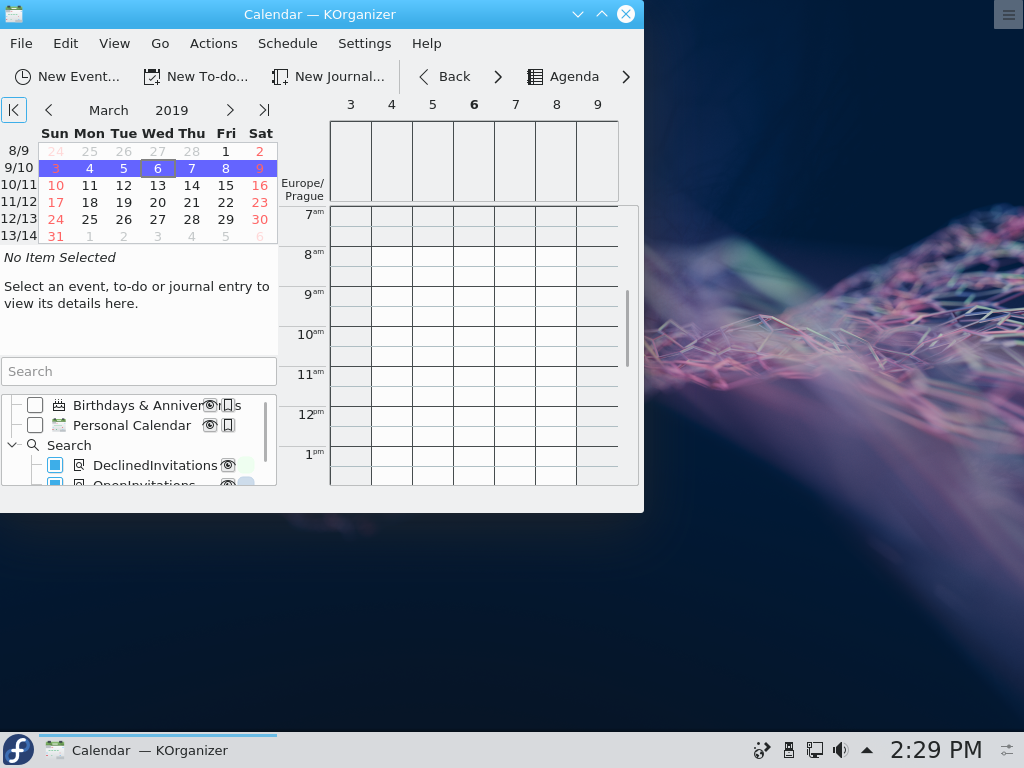 Calendar — KOrganizer
File Edit View Go Actions Schedule Settings Help
New Event... New To-do... New Journal... Back Agenda
March 2019
Sun Mon Tue Wed Thu Fri Sat
8/9 24 25 26 27 28 1 2
9/10 3 4 5 6 7 8 9
10/11 10 11 12 13 14 15 16
11/12 17 18 19 20 21 22 23
12/13 24 25 26 27 28 29 30
13/14 31 1 2 3 4 5 6
No Item Selected
Select an event, to-do or journal entry to
view its details here.
Search
Birthdays & Anniversaries
Personal Calendar
Search
DeclinedInvitations
OpenInvitations
3 4 5 6 7 8 9
Europe/
Prague
7am
8am
9am
10am
11am
12pm
1pm
Calendar — KOrganizer
2:29 PM